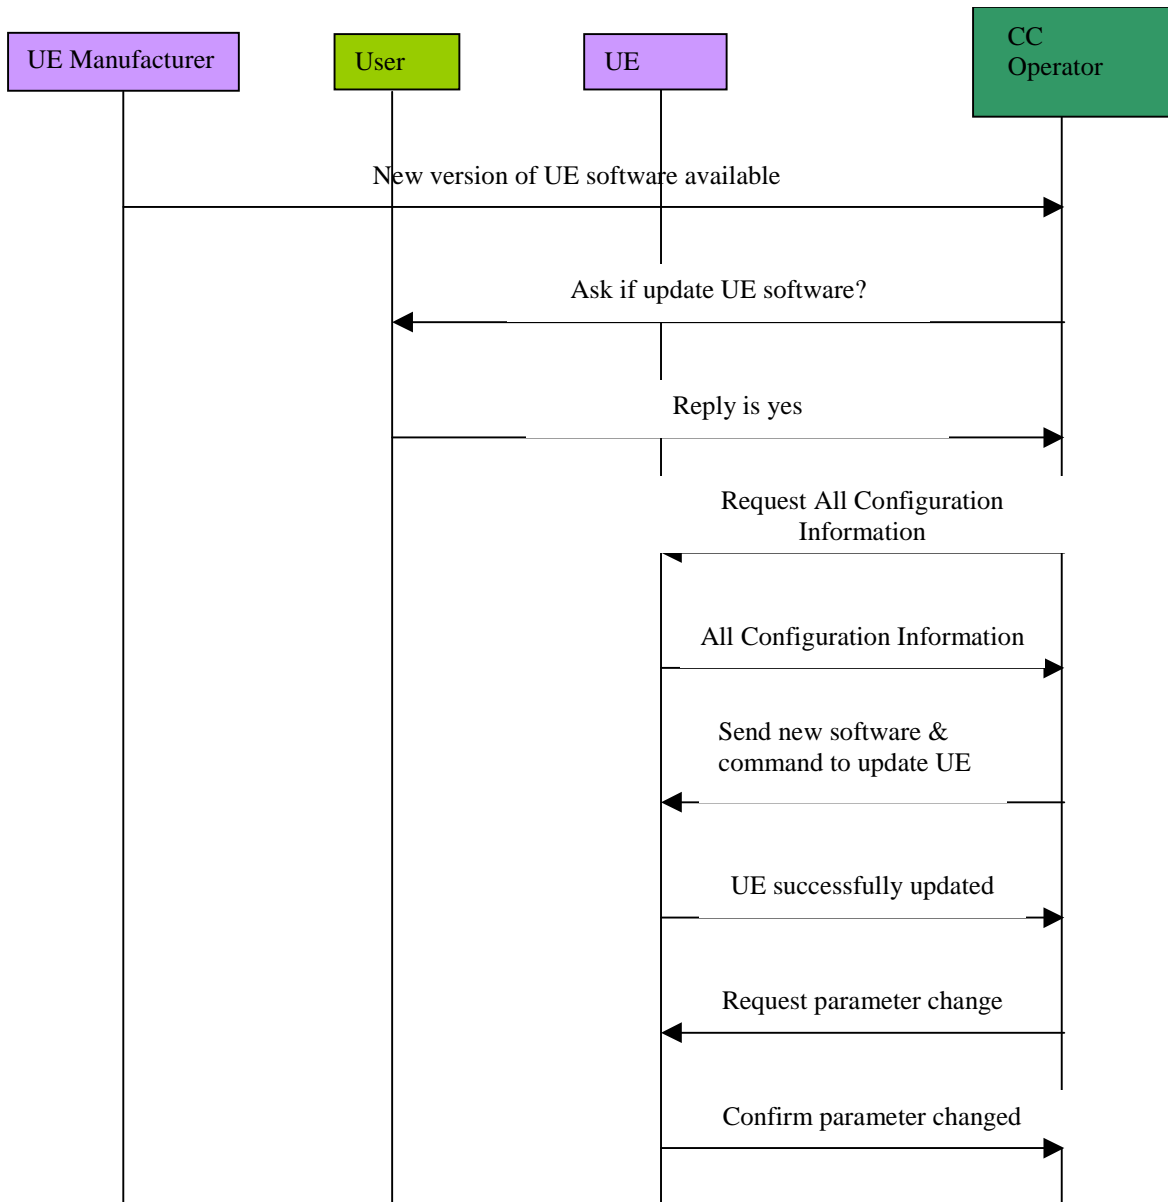 UE Manufacturer
User
UE
CC
Operator
New version of UE software available
Ask if update UE software?
Reply is yes
Request All Configuration
Information
All Configuration Information
Send new software &
command to update UE
UE successfully updated
Request parameter change
Confirm parameter changed